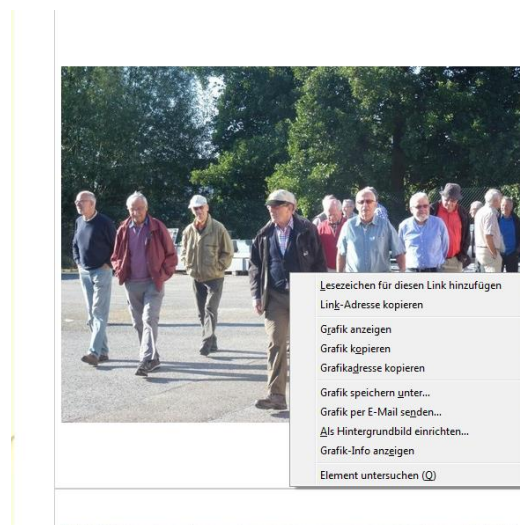 Lesezeichen für diesen Link hinzufügen
Link-Adresse kopieren
Grafik anzeigen
Grafik kopieren
Grafikadresse kopieren
Grafik speichern unter...
Grafik per E-Mail senden...
Als Hintergrundbild einrichten...
Grafik-Info anzeigen
Element untersuchen (Q)